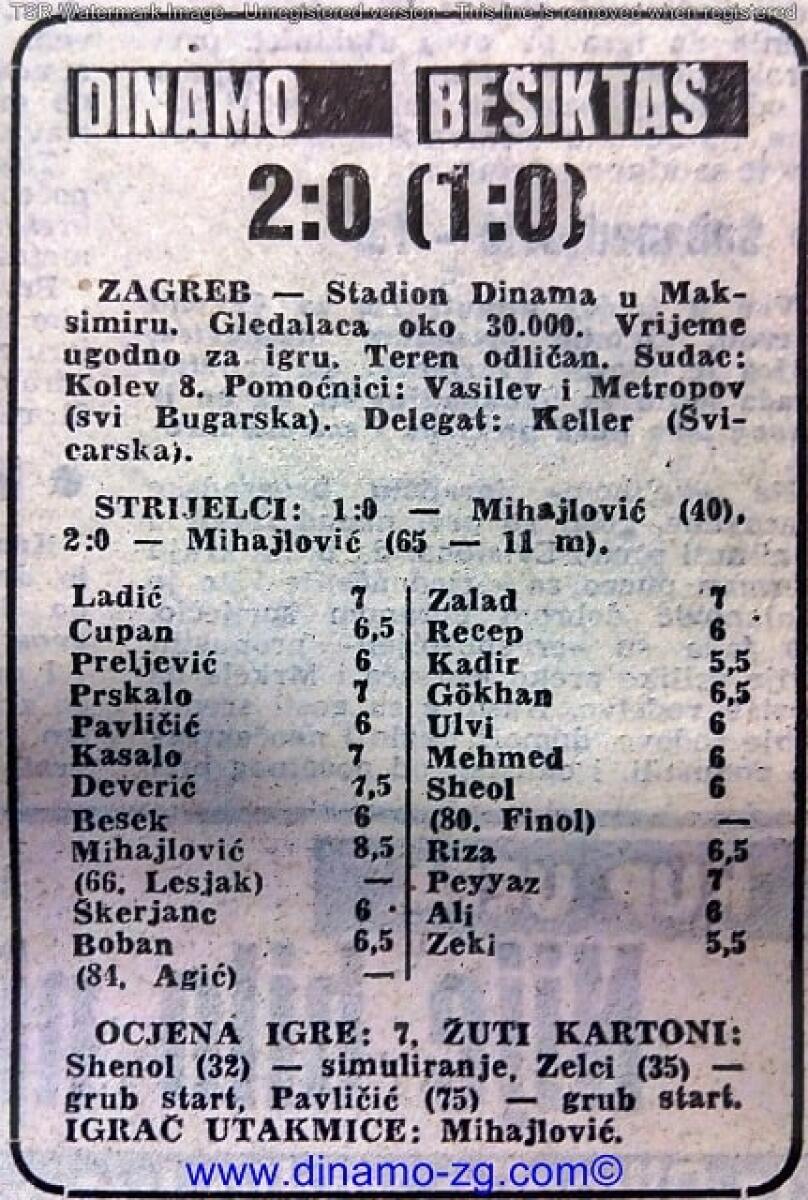 TSR Watermark Image - Unregistered version - This line is removed when registered
DINAMO BEŠIKTAŠ
2:0 (1:0)
ZAGREB — Stadion Dinama u Mak-
simiru. Gledalaca oko 30.000. Vrijeme
ugodno za igru. Teren odličan. Sudac:
Kolev 8. Pomoćnici: Vasilev i Metropov
(svi Bugarska). Delegat: Keller (Švi-
carska).
STRIJELCI: 1:0 — Mihajlović (40),
2:0 — Mihajlović (65 — 11 m).
Ladić 7 Zalad 7
Cupan 6,5 Recep 6
Preljević 6 Kadir 5,5
Prskalo 7 Gökhan 6,5
Pavličić 6 Ulvi 6
Kasalo 7 Mehmed 6
Deverić 7,5 Sheol 6
Besek 6 (80. Finol) —
Mihajlović 8,5 Riza 6,5
(66. Lesjak) — Peyyaz 7
Škerjanc 6 Ali 6
Boban 6,5 Zeki 5,5
(84. Agić) —
OCJENA IGRE: 7. ŽUTI KARTONI:
Shenol (32) — simuliranje, Zelci (35) —
grub start, Pavličić (75) — grub start.
IGRAČ UTAKMICE: Mihajlović.
www.dinamo-zg.com©